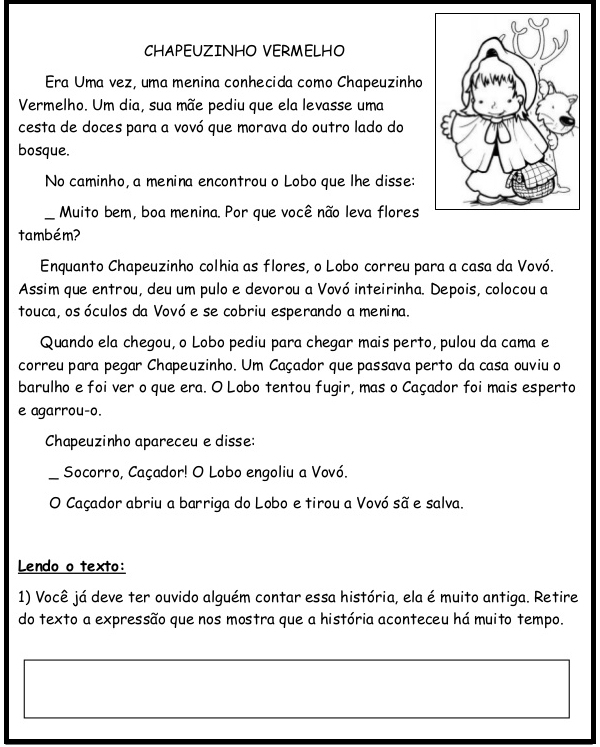 CHAPEUZINHO VERMELHO
Era Uma vez, uma menina conhecida como Chapeuzinho
Vermelho. Um dia, sua mãe pediu que ela levasse uma
cesta de doces para a vovó que morava do outro lado do
bosque.
No caminho, a menina encontrou o Lobo que lhe disse:
_ Muito bem, boa menina. Por que você não leva flores
também?
Enquanto Chapeuzinho colhia as flores, o Lobo correu para a casa da Vovó.
Assim que entrou, deu um pulo e devorou a Vovó inteirinha. Depois, colocou a
touca, os óculos da Vovó e se cobriu esperando a menina.
Quando ela chegou, o Lobo pediu para chegar mais perto, pulou da cama e
correu para pegar Chapeuzinho. Um Caçador que passava perto da casa ouviu o
barulho e foi ver o que era. O Lobo tentou fugir, mas o Caçador foi mais esperto
e agarrou-o.
Chapeuzinho apareceu e disse:
_ Socorro, Caçador! O Lobo engoliu a Vovó.
O Caçador abriu a barriga do Lobo e tirou a Vovó sã e salva.
Lendo o texto:
1) Você já deve ter ouvido alguém contar essa história, ela é muito antiga. Retire
do texto a expressão que nos mostra que a história aconteceu há muito tempo.